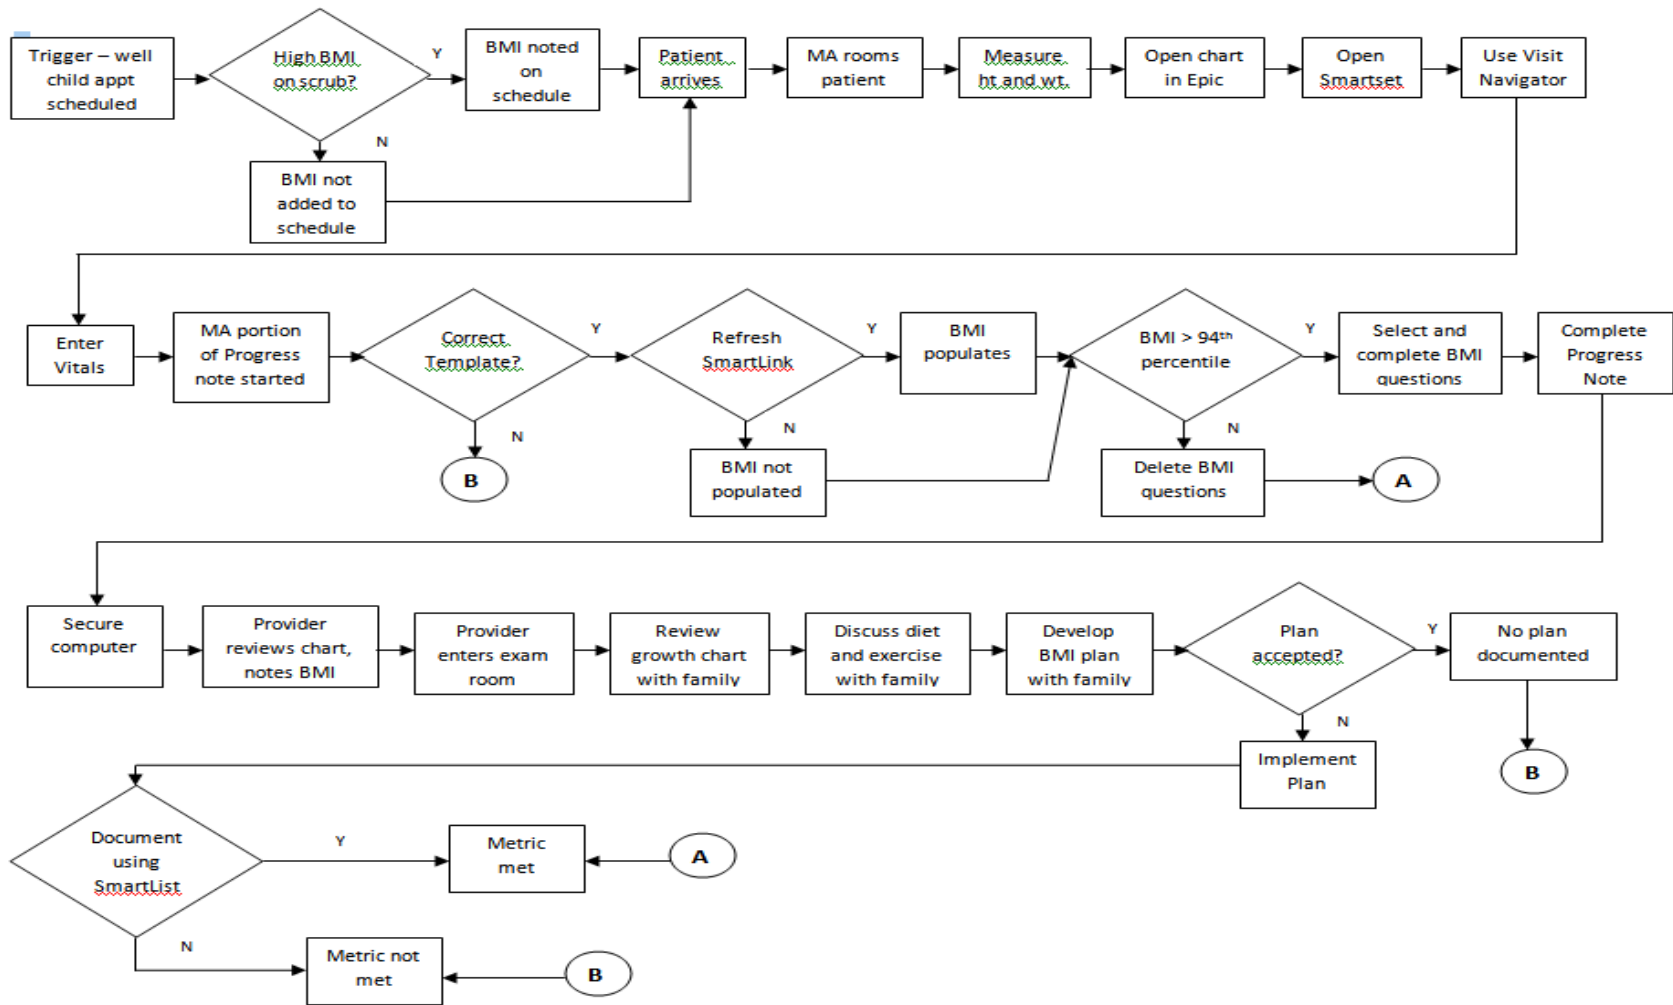 Trigger – well
child appt
scheduled
High BMI
on scrub?
Y
N
BMI noted
on
schedule
BMI not
added to
schedule
Patient
arrives
MA rooms
patient
Measure
ht and wt.
Open chart
in Epic
Open
Smartset
Use Visit
Navigator
Enter
Vitals
MA portion
of Progress
note started
Correct
Template?
Y
N
B
Refresh
SmartLink
Y
N
BMI
populates
BMI not
populated
BMI > 94th
percentile
Y
N
Delete BMI
questions
A
Select and
complete BMI
questions
Complete
Progress
Note
Secure
computer
Provider
reviews chart,
notes BMI
Provider
enters exam
room
Review
growth chart
with family
Discuss diet
and exercise
with family
Develop
BMI plan
with family
Plan
accepted?
Y
N
No plan
documented
B
Implement
Plan
Document
using
SmartList
Y
N
Metric
met
A
Metric not
met
B